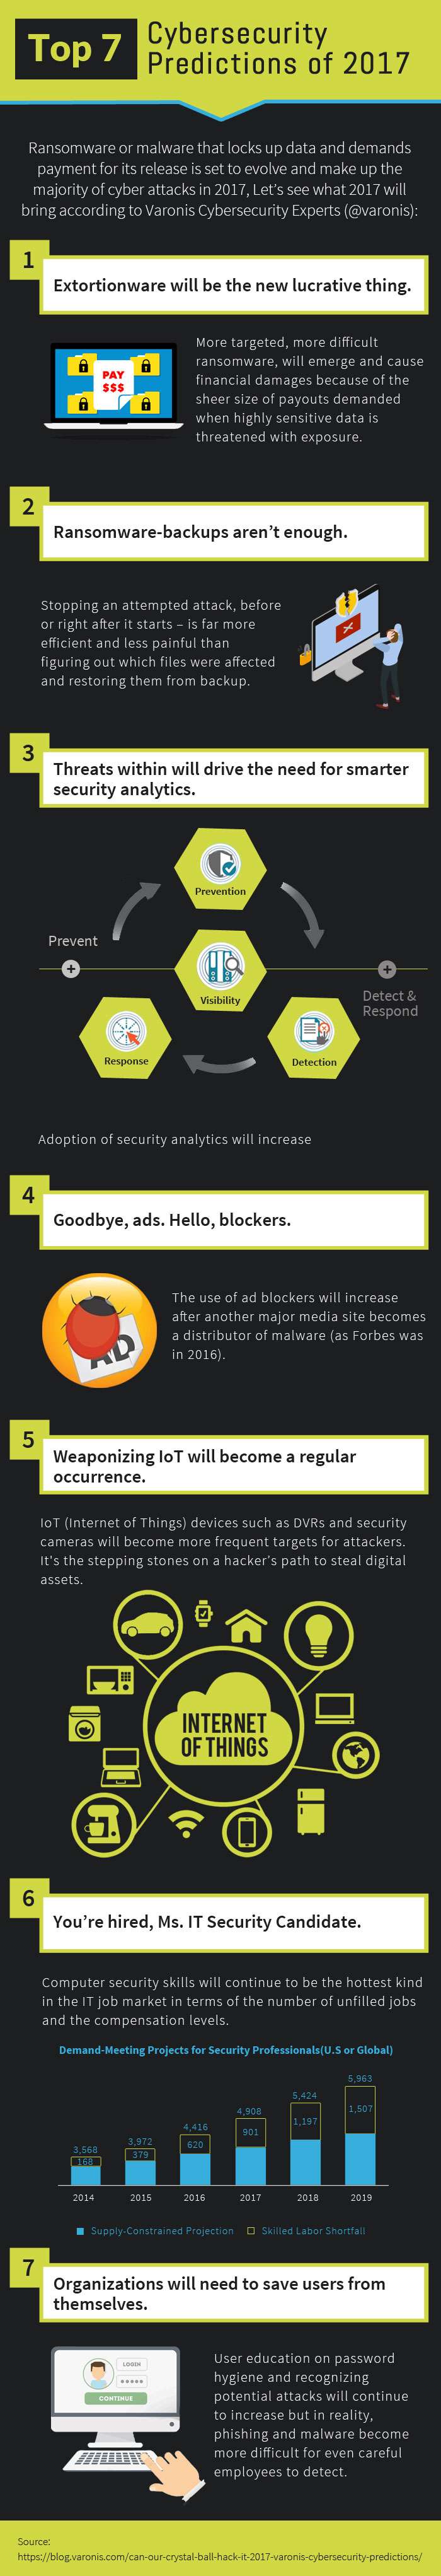 Top 7
Cybersecurity
Predictions of 2017
Ransomware or malware that locks up data and demands
payment for its release is set to evolve and make up the
majority of cyber attacks in 2017, Let's see what 2017 will
bring according to Varonis Cybersecurity Experts (@varonis):
1
Extortionware will be the new lucrative thing.
PAY
$$$
More targeted, more difficult
ransomware, will emerge and cause
financial damages because of the
sheer size of payouts demanded
when highly sensitive data is
threatened with exposure.
2
Ransomware-backups aren't enough.
Stopping an attempted attack, before
or right after it starts – is far more
efficient and less painful than
figuring out which files were affected
and restoring them from backup.
3
Threats within will drive the need for smarter
security analytics.
Prevention
Prevent
Visibility
Detect &
Respond
Response
Detection
Adoption of security analytics will increase
4
Goodbye, ads. Hello, blockers.
AD
The use of ad blockers will increase
after another major media site becomes
a distributor of malware (as Forbes was
in 2016).
5
Weaponizing IoT will become a regular
occurrence.
IoT (Internet of Things) devices such as DVRs and security
cameras will become more frequent targets for attackers.
It's the stepping stones on a hacker's path to steal digital
assets.
INTERNET
OF THINGS
6
You're hired, Ms. IT Security Candidate.
Computer security skills will continue to be the hottest kind
in the IT job market in terms of the number of unfilled jobs
and the compensation levels.
Demand-Meeting Projects for Security Professionals(U.S or Global)
3,568
168
3,972
379
4,416
620
4,908
901
5,424
1,197
5,963
1,507
2014 2015 2016 2017 2018 2019
Supply-Constrained Projection Skilled Labor Shortfall
7
Organizations will need to save users from
themselves.
LOGIN
CONTINUE
User education on password
hygiene and recognizing
potential attacks will continue
to increase but in reality,
phishing and malware become
more difficult for even careful
employees to detect.
Source:
https://blog.varonis.com/can-our-crystal-ball-hack-it-2017-varonis-cybersecurity-predictions/